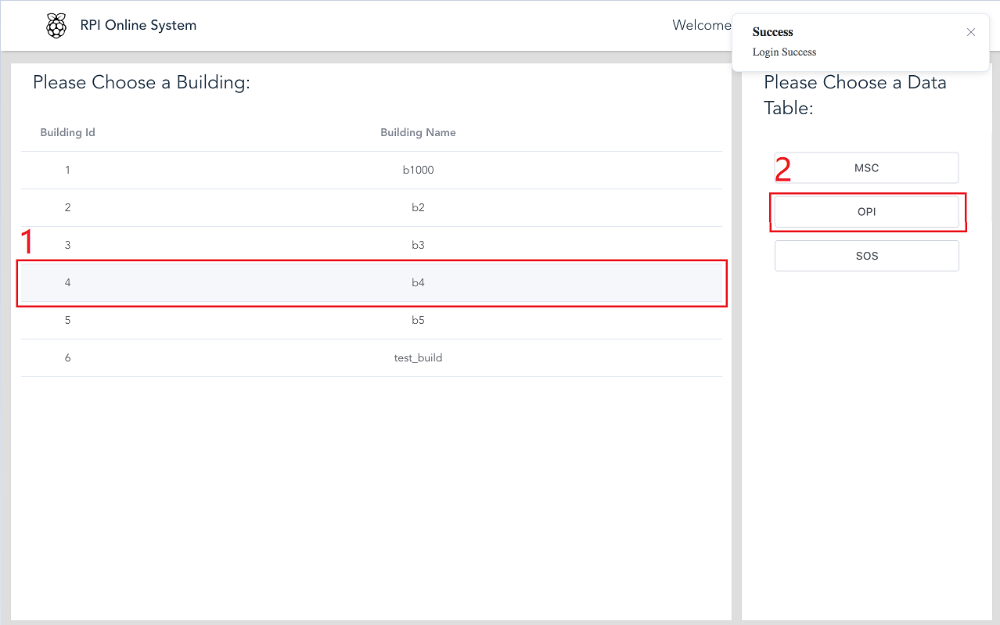 RPI Online System
Welcome
Success
Login Success
Please Choose a Building:
Building Id Building Name
1 b1000
2 b2
3 b3
1
4 b4
5 b5
6 test_build
Please Choose a Data
Table:
2
MSC
OPI
SOS